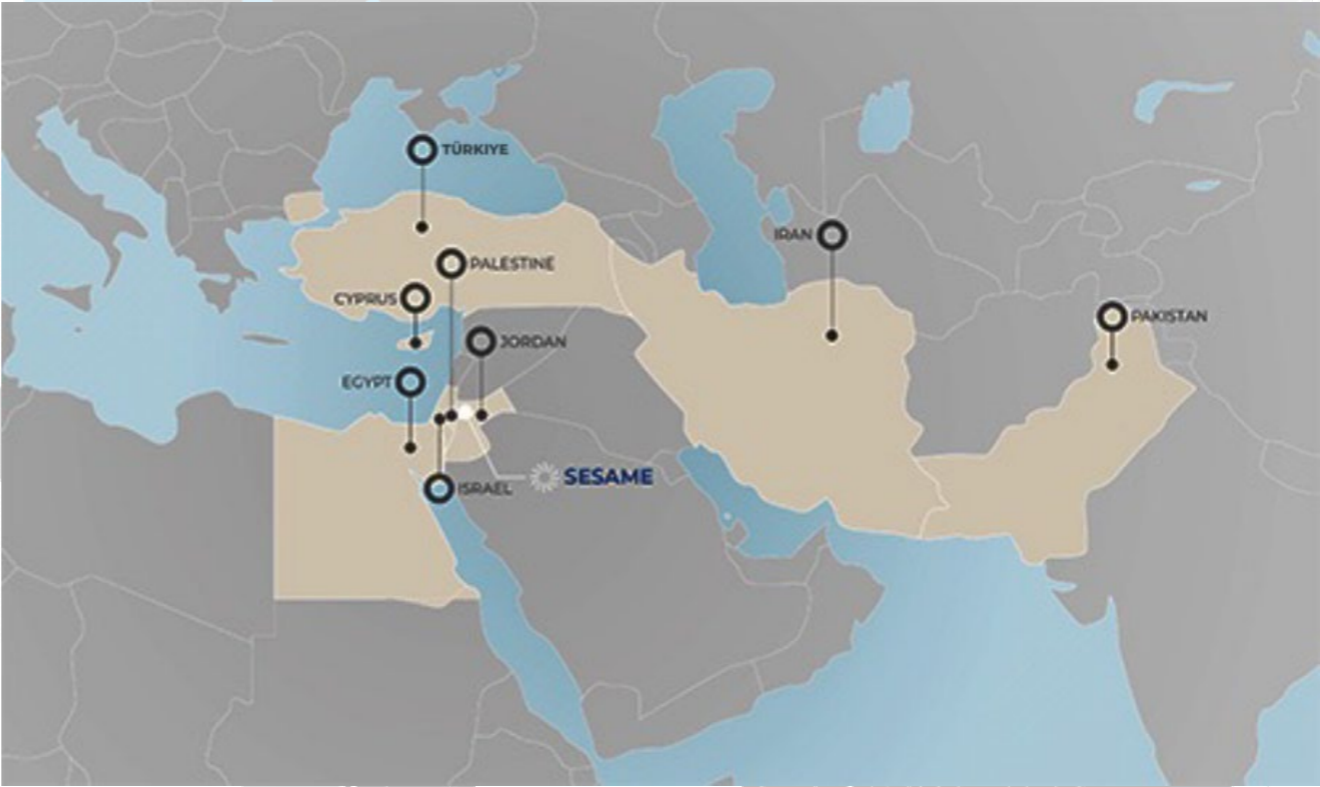 TÜRKIYE
IRAN
PALESTINE
CYPRUS
PAKISTAN
JORDAN
EGYPT
SESAME
ISRAEL